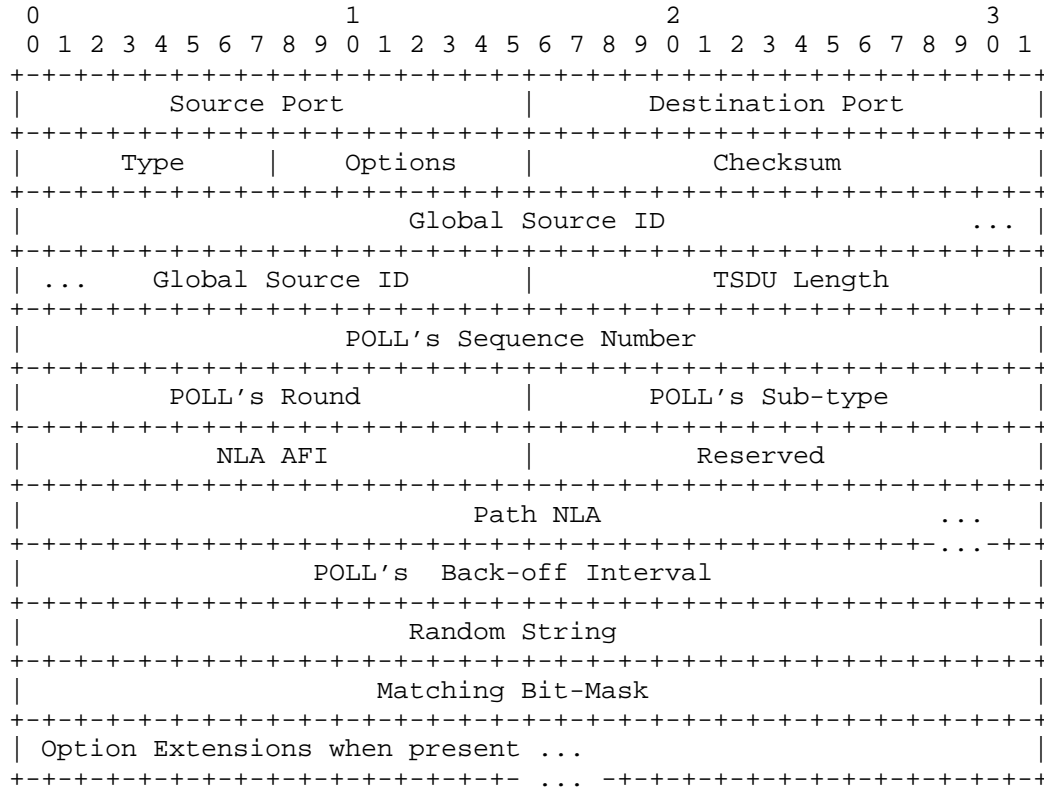 0                   1                   2                   3
 0 1 2 3 4 5 6 7 8 9 0 1 2 3 4 5 6 7 8 9 0 1 2 3 4 5 6 7 8 9 0 1
+-+-+-+-+-+-+-+-+-+-+-+-+-+-+-+-+-+-+-+-+-+-+-+-+-+-+-+-+-+-+-+-+
|         Source Port           |       Destination Port        |
+-+-+-+-+-+-+-+-+-+-+-+-+-+-+-+-+-+-+-+-+-+-+-+-+-+-+-+-+-+-+-+-+
|      Type     |    Options    |           Checksum            |
+-+-+-+-+-+-+-+-+-+-+-+-+-+-+-+-+-+-+-+-+-+-+-+-+-+-+-+-+-+-+-+-+
|                        Global Source ID                   ... |
+-+-+-+-+-+-+-+-+-+-+-+-+-+-+-+-+-+-+-+-+-+-+-+-+-+-+-+-+-+-+-+-+
| ...    Global Source ID       |           TSDU Length         |
+-+-+-+-+-+-+-+-+-+-+-+-+-+-+-+-+-+-+-+-+-+-+-+-+-+-+-+-+-+-+-+-+
|                    POLL's Sequence Number                     |
+-+-+-+-+-+-+-+-+-+-+-+-+-+-+-+-+-+-+-+-+-+-+-+-+-+-+-+-+-+-+-+-+
|         POLL's Round          |       POLL's Sub-type         |
+-+-+-+-+-+-+-+-+-+-+-+-+-+-+-+-+-+-+-+-+-+-+-+-+-+-+-+-+-+-+-+-+
|            NLA AFI            |          Reserved             |
+-+-+-+-+-+-+-+-+-+-+-+-+-+-+-+-+-+-+-+-+-+-+-+-+-+-+-+-+-+-+-+-+
|                            Path NLA                     ...   |
+-+-+-+-+-+-+-+-+-+-+-+-+-+-+-+-+-+-+-+-+-+-+-+-+-+-+-+-+-...-+-+
|                  POLL's  Back-off Interval                    |
+-+-+-+-+-+-+-+-+-+-+-+-+-+-+-+-+-+-+-+-+-+-+-+-+-+-+-+-+-+-+-+-+
|                        Random String                          |
+-+-+-+-+-+-+-+-+-+-+-+-+-+-+-+-+-+-+-+-+-+-+-+-+-+-+-+-+-+-+-+-+
|                      Matching Bit-Mask                        |
+-+-+-+-+-+-+-+-+-+-+-+-+-+-+-+-+-+-+-+-+-+-+-+-+-+-+-+-+-+-+-+-+
| Option Extensions when present ...                            |
+-+-+-+-+-+-+-+-+-+-+-+-+-+-+-+- ... -+-+-+-+-+-+-+-+-+-+-+-+-+-+